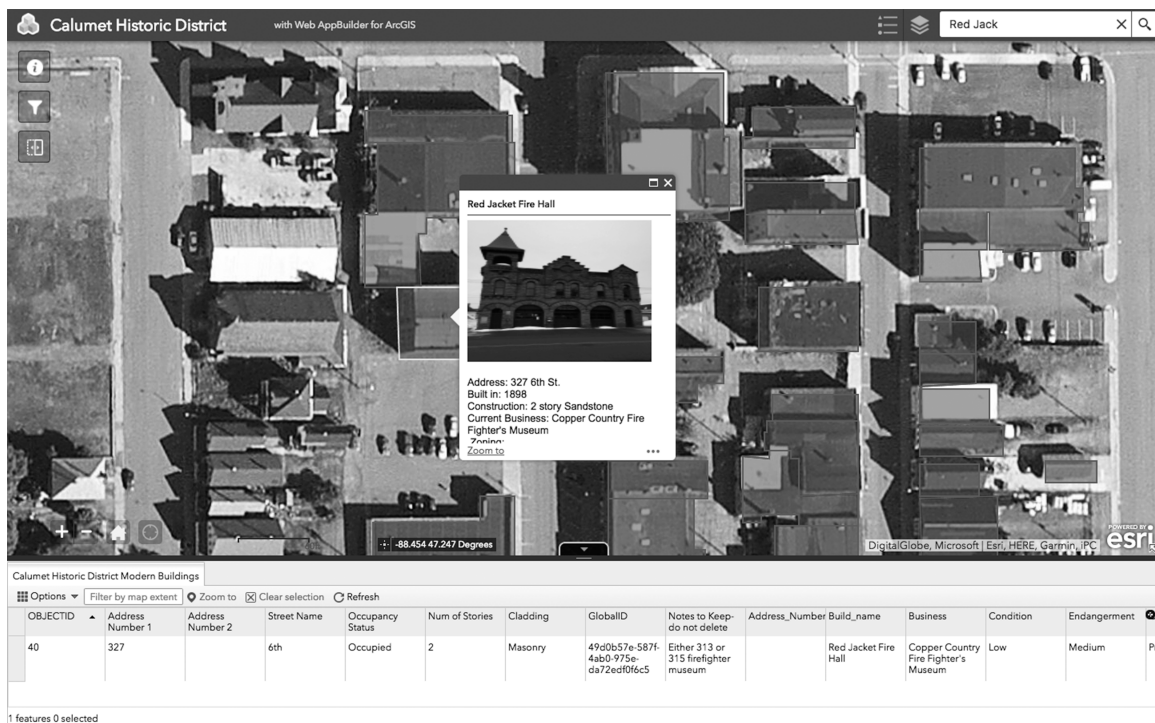 Calumet Historic District with Web AppBuilder for ArcGIS Red Jack
Red Jacket Fire Hall
Address: 327 6th St.
Built in: 1898
Construction: 2 story Sandstone
Current Business: Copper Country Fire
Fighter's Museum
Zoning:
Zoom to
-88.454 47.247 Degrees
DigitalGlobe, Microsoft | Esri, HERE, Garmin, iPC
POWERED BY
esri
Calumet Historic District Modern Buildings
Options Filter by map extent Zoom to Clear selection Refresh
OBJECTID Address Number 1 Address Number 2 Street Name Occupancy Status Num of Stories Cladding GlobalID Notes to Keep- do not delete Address_Number Build_name Business Condition Endangerment
40 327 6th Occupied 2 Masonry 49d0b57e-587f- 4ab0-975e- da72edf0f6c5 Either 313 or 315 firefighter museum Red Jacket Fire Hall Copper Country Fire Fighter's Museum Low Medium
1 features 0 selected